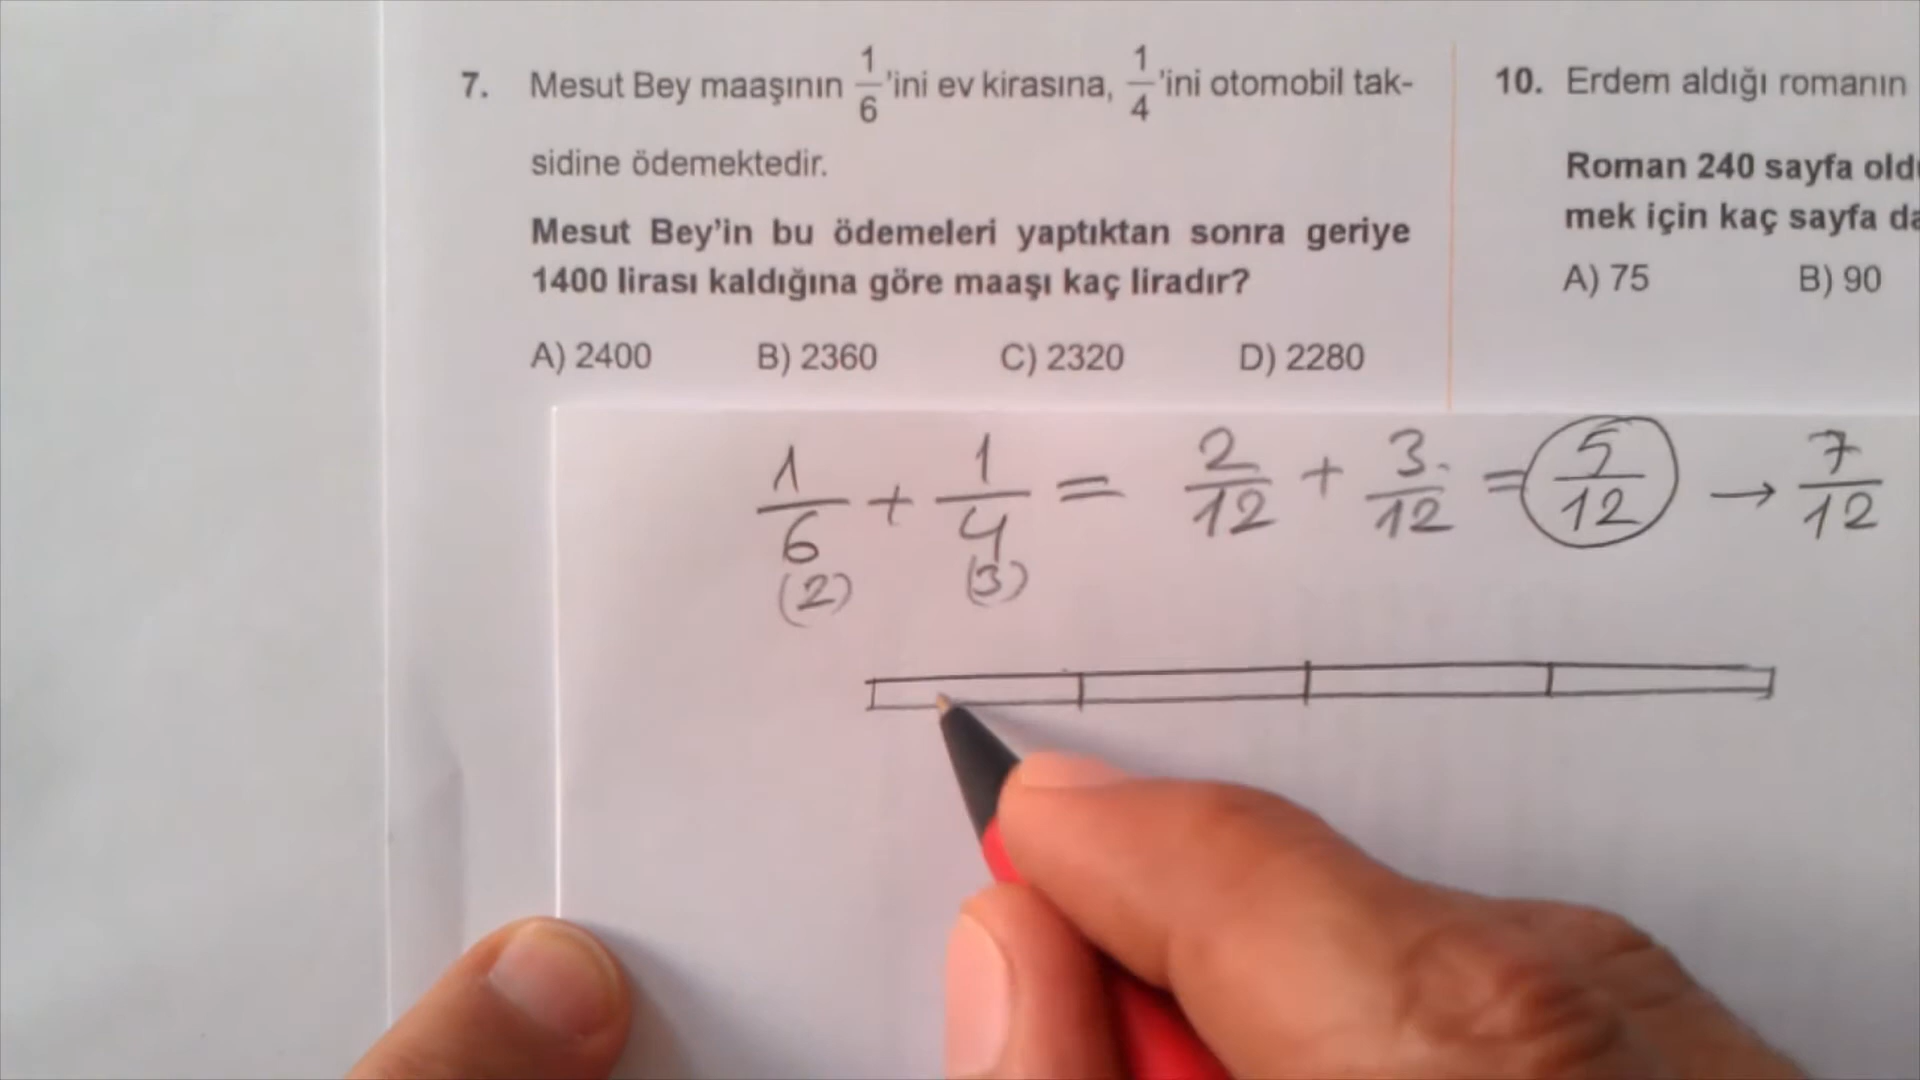 7. Mesut Bey maaşının 1/6'ini ev kirasına, 1/4'ini otomobil tak-
sidine ödemektedir.
Mesut Bey'in bu ödemeleri yaptıktan sonra geriye
1400 lirası kaldığına göre maaşı kaç liradır?
A) 2400 B) 2360 C) 2320 D) 2280
10. Erdem aldığı romanın
Roman 240 sayfa
mek için kaç sayfa
A) 75 B) 90
1/6 + 1/4 = 2/12 + 3/12 = 5/12 → 7/12
(2) (3)